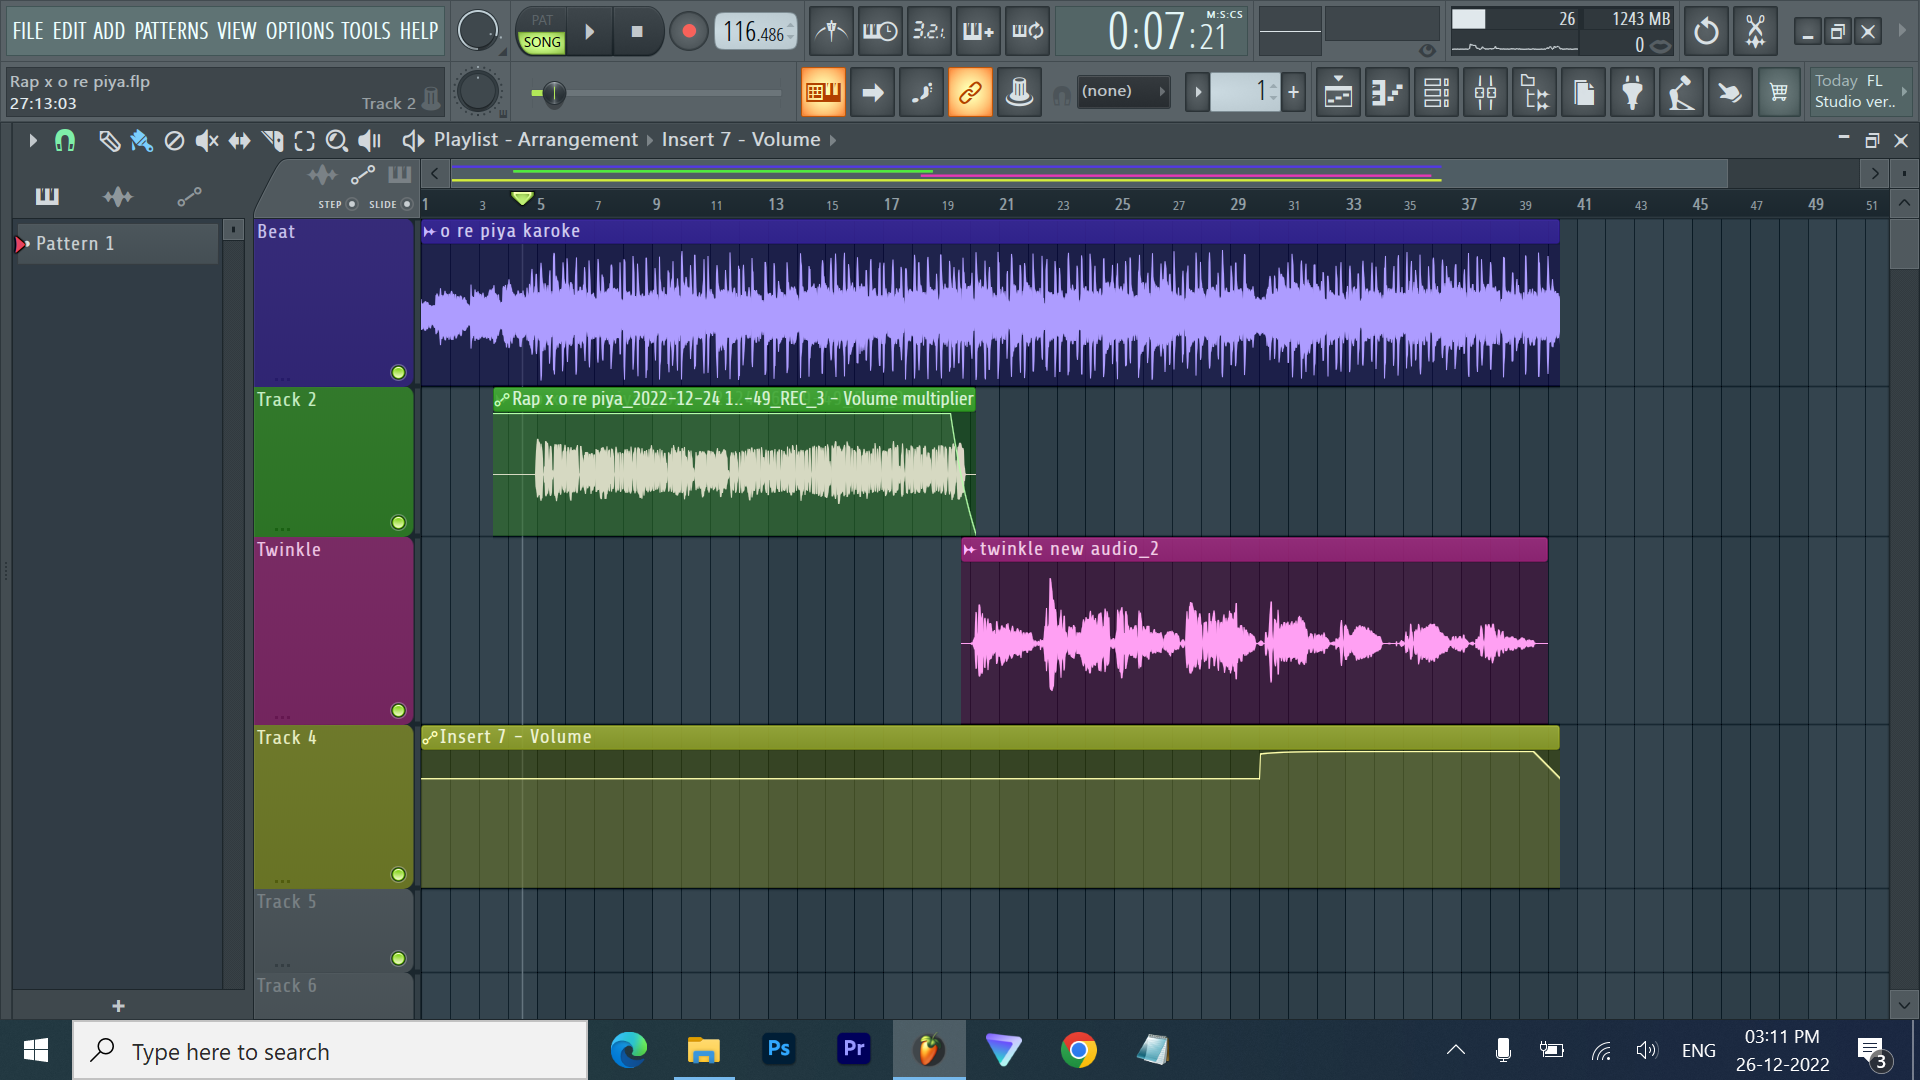 FILE EDIT ADD PATTERNS VIEW OPTIONS TOOLS HELP
PAT
SONG
116.486
3.2.1.
M:S:CS
0:07:21
26
1243 MB
0
Rap x o re piya.flp
27:13:03
Track 2
(none)
1
Today FL
Studio ver..
Playlist - Arrangement
Insert 7 - Volume
STEP
SLIDE
1 3 5 7 9 11 13 15 17 19 21 23 25 27 29 31 33 35 37 39 41 43 45 47 49 51
Pattern 1
Beat
o re piya karoke
Track 2
Rap x o re piya_2022-12-24 1..-49_REC_3 - Volume multiplier
Twinkle
twinkle new audio_2
Track 4
Insert 7 - Volume
Track 5
Track 6
Type here to search
Ps
Pr
ENG
03:11 PM
26-12-2022
3